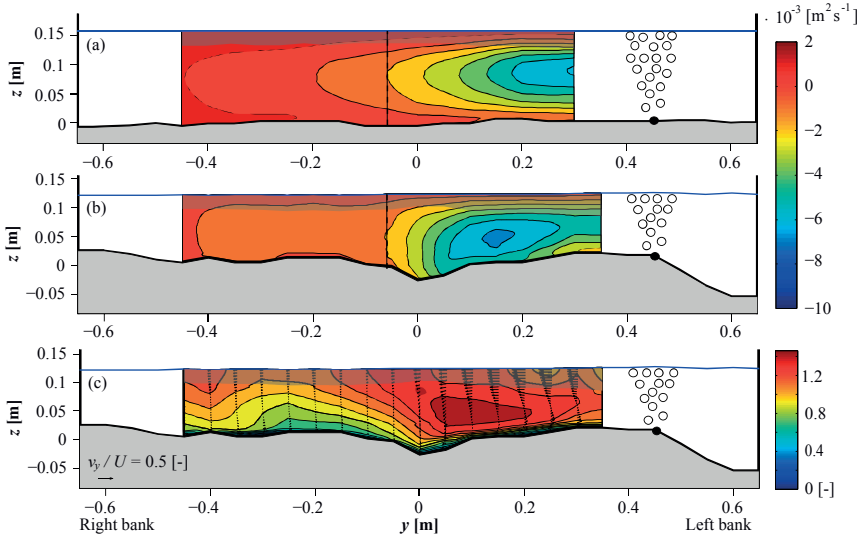 · 10⁻³ [m²s⁻¹]
0.15
0.1
0.05
0
z [m]
(a)
2
0
−2
−4
−6
−8
−10
−0.6 −0.4 −0.2 0 0.2 0.4 0.6
0.15
0.1
0.05
0
−0.05
z [m]
(b)
−0.6 −0.4 −0.2 0 0.2 0.4 0.6
0.15
0.1
0.05
0
−0.05
z [m]
(c)
v_y / U = 0.5 [-]
1.2
0.8
0.4
0 [-]
−0.6 −0.4 −0.2 0 0.2 0.4 0.6
Right bank y [m] Left bank